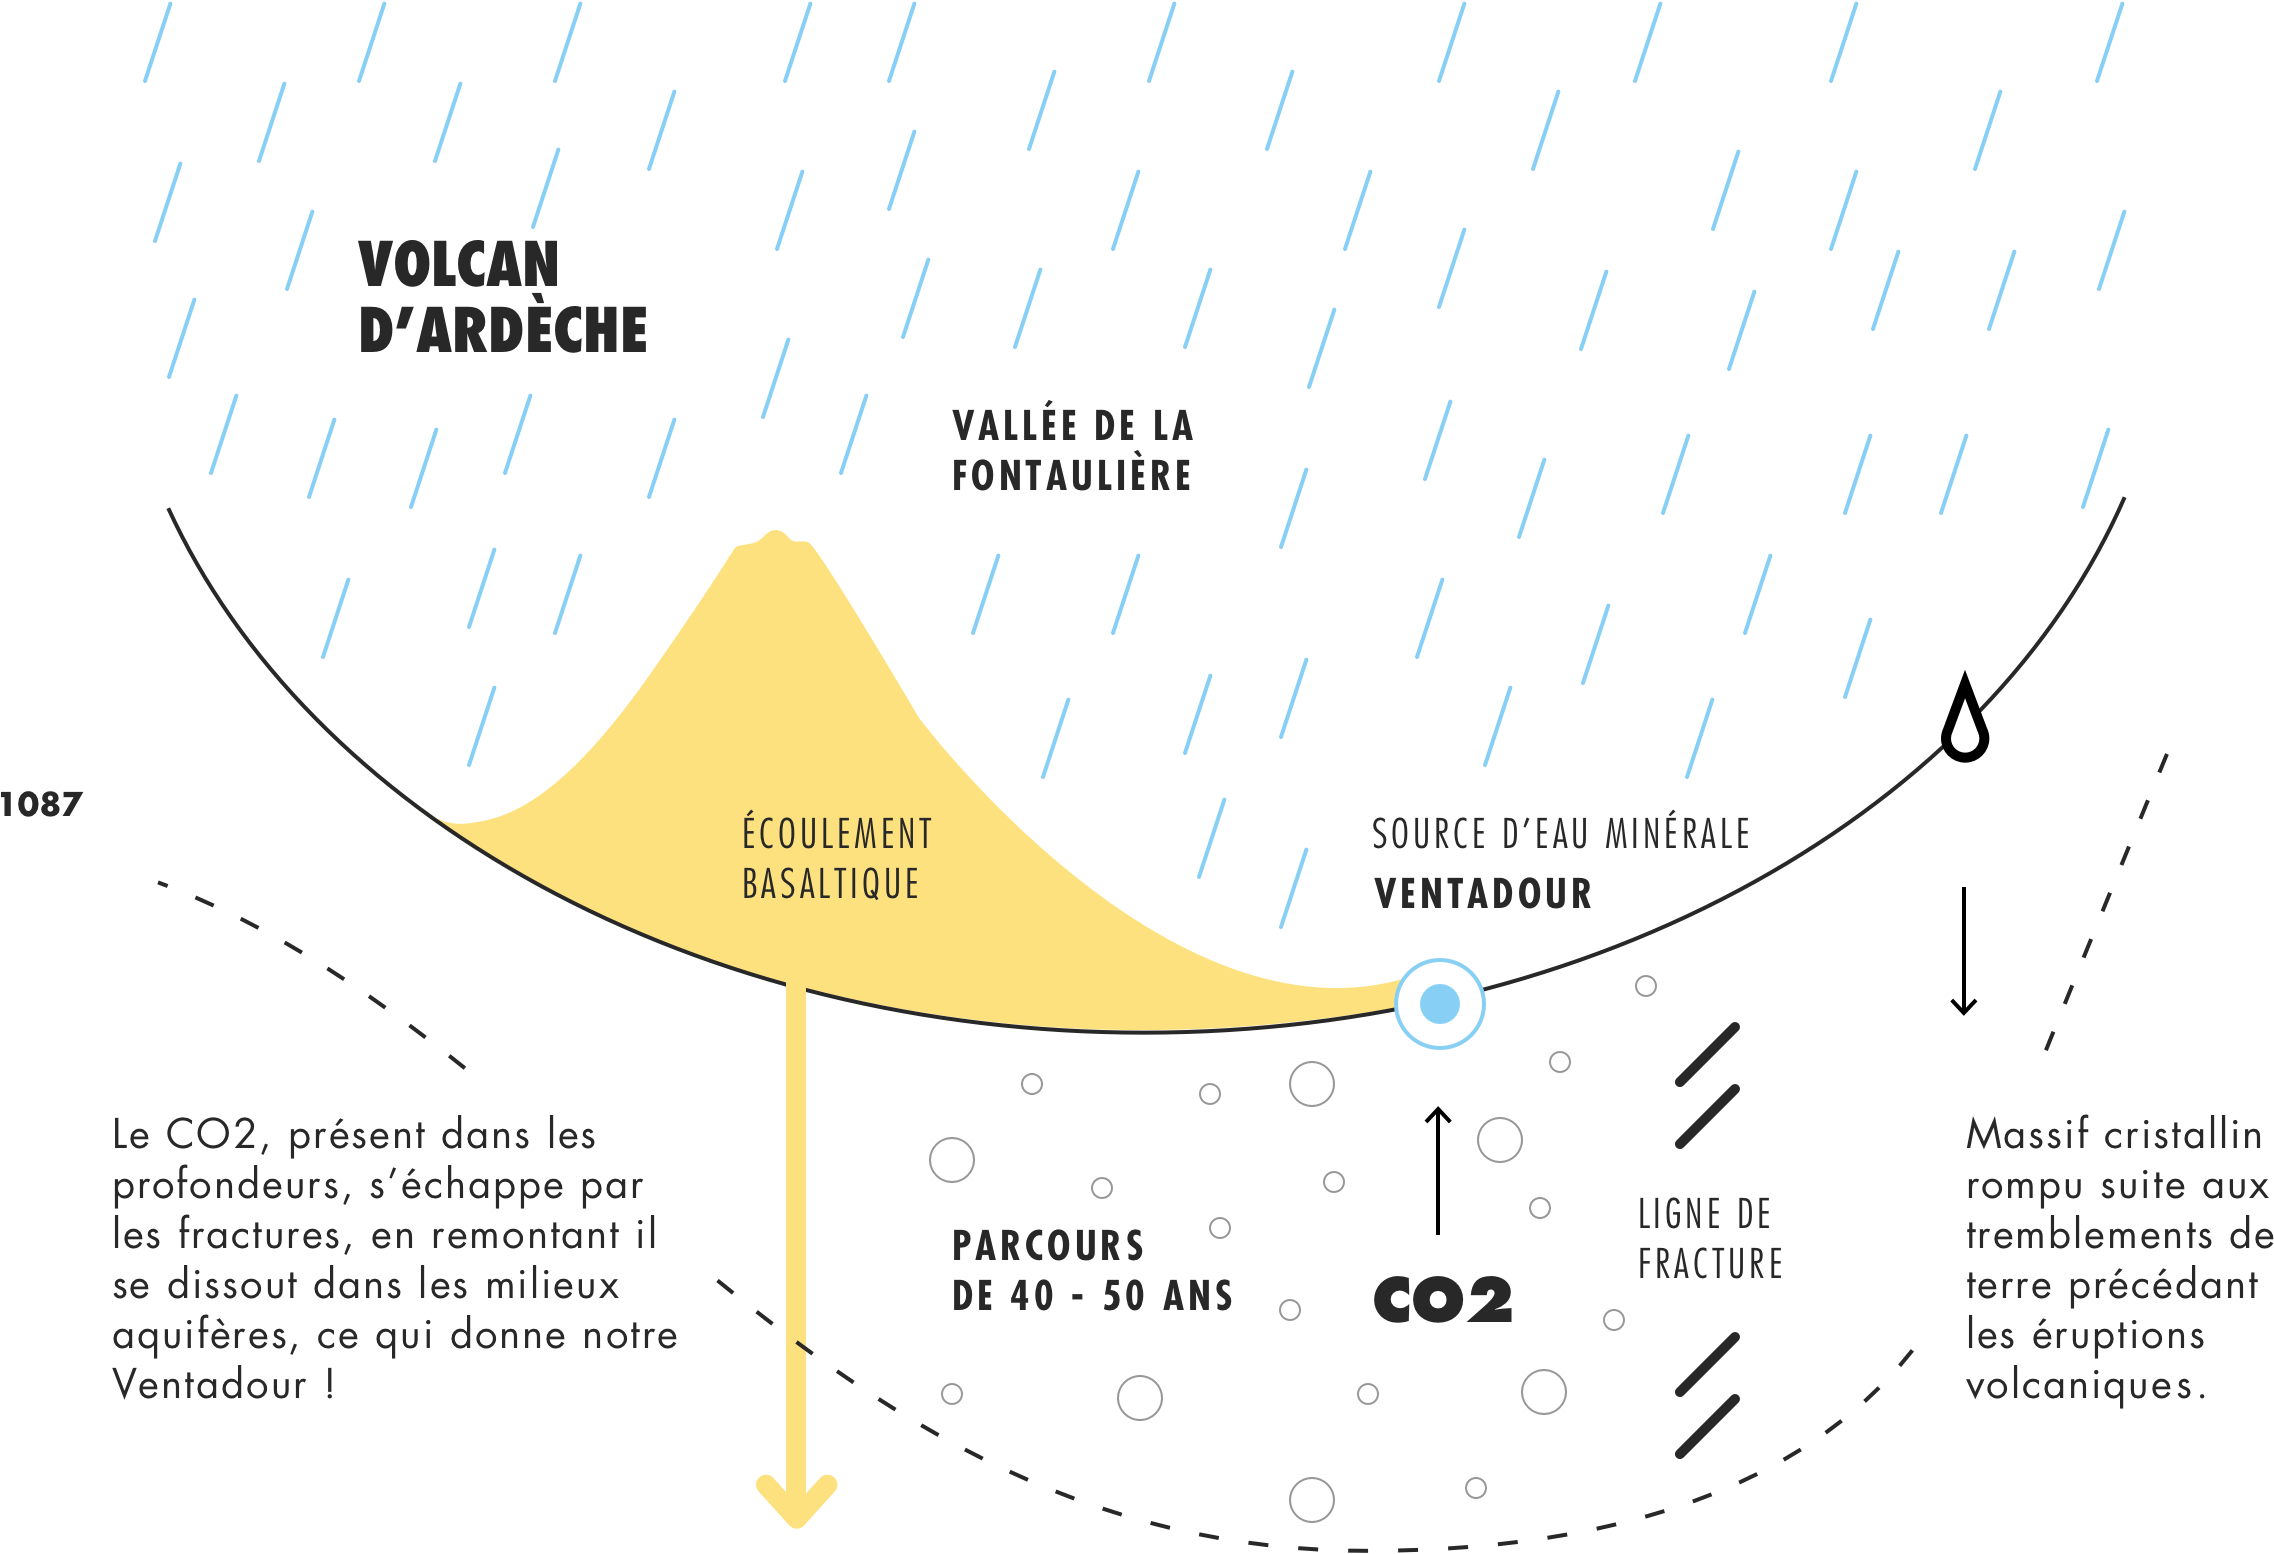 VOLCAN
D’ARDÈCHE
VALLÉE DE LA
FONTAULIÈRE
1087
ÉCOULEMENT
BASALTIQUE
SOURCE D’EAU MINÉRALE
VENTADOUR
Le CO2, présent dans les
profondeurs, s’échappe par
les fractures, en remontant il
se dissout dans les milieux
aquifères, ce qui donne notre
Ventadour !
PARCOURS
DE 40 - 50 ANS
CO2
LIGNE DE
FRACTURE
Massif cristallin
rompu suite aux
tremblements de
terre précédant
les éruptions
volcaniques.